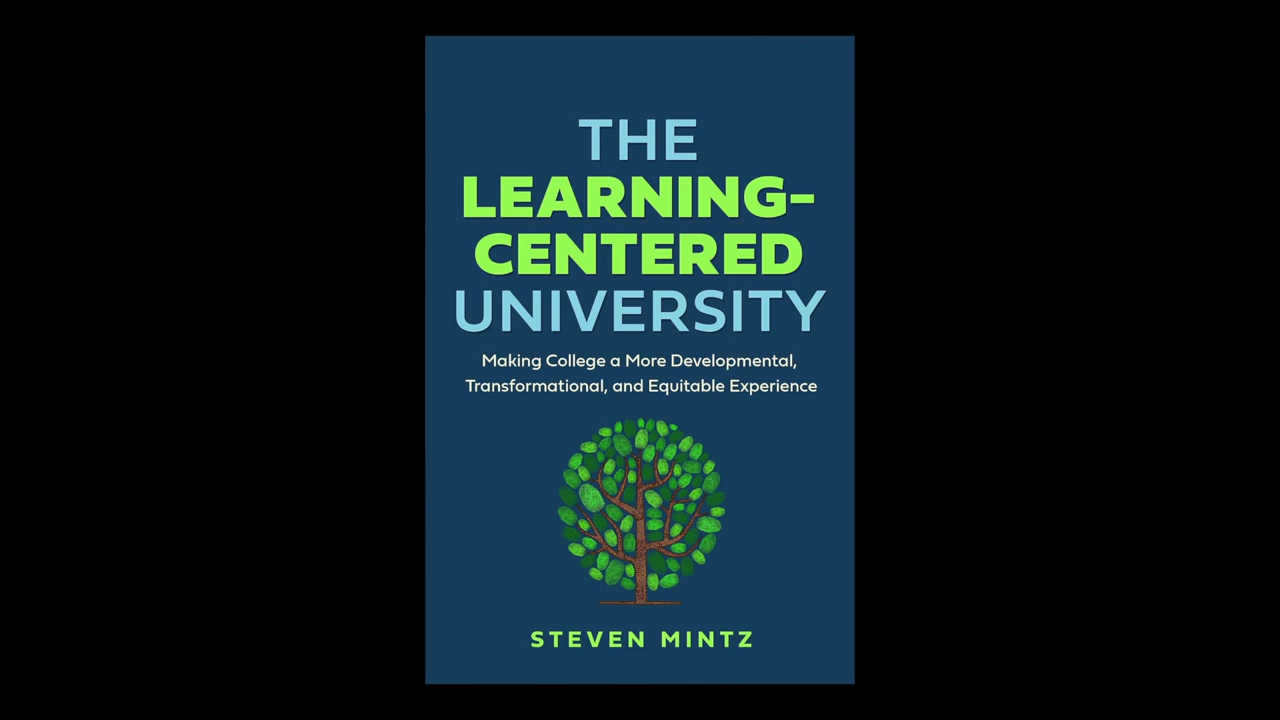 THE
LEARNING-
CENTERED
UNIVERSITY
Making College a More Developmental,
Transformational, and Equitable Experience
STEVEN MINTZ